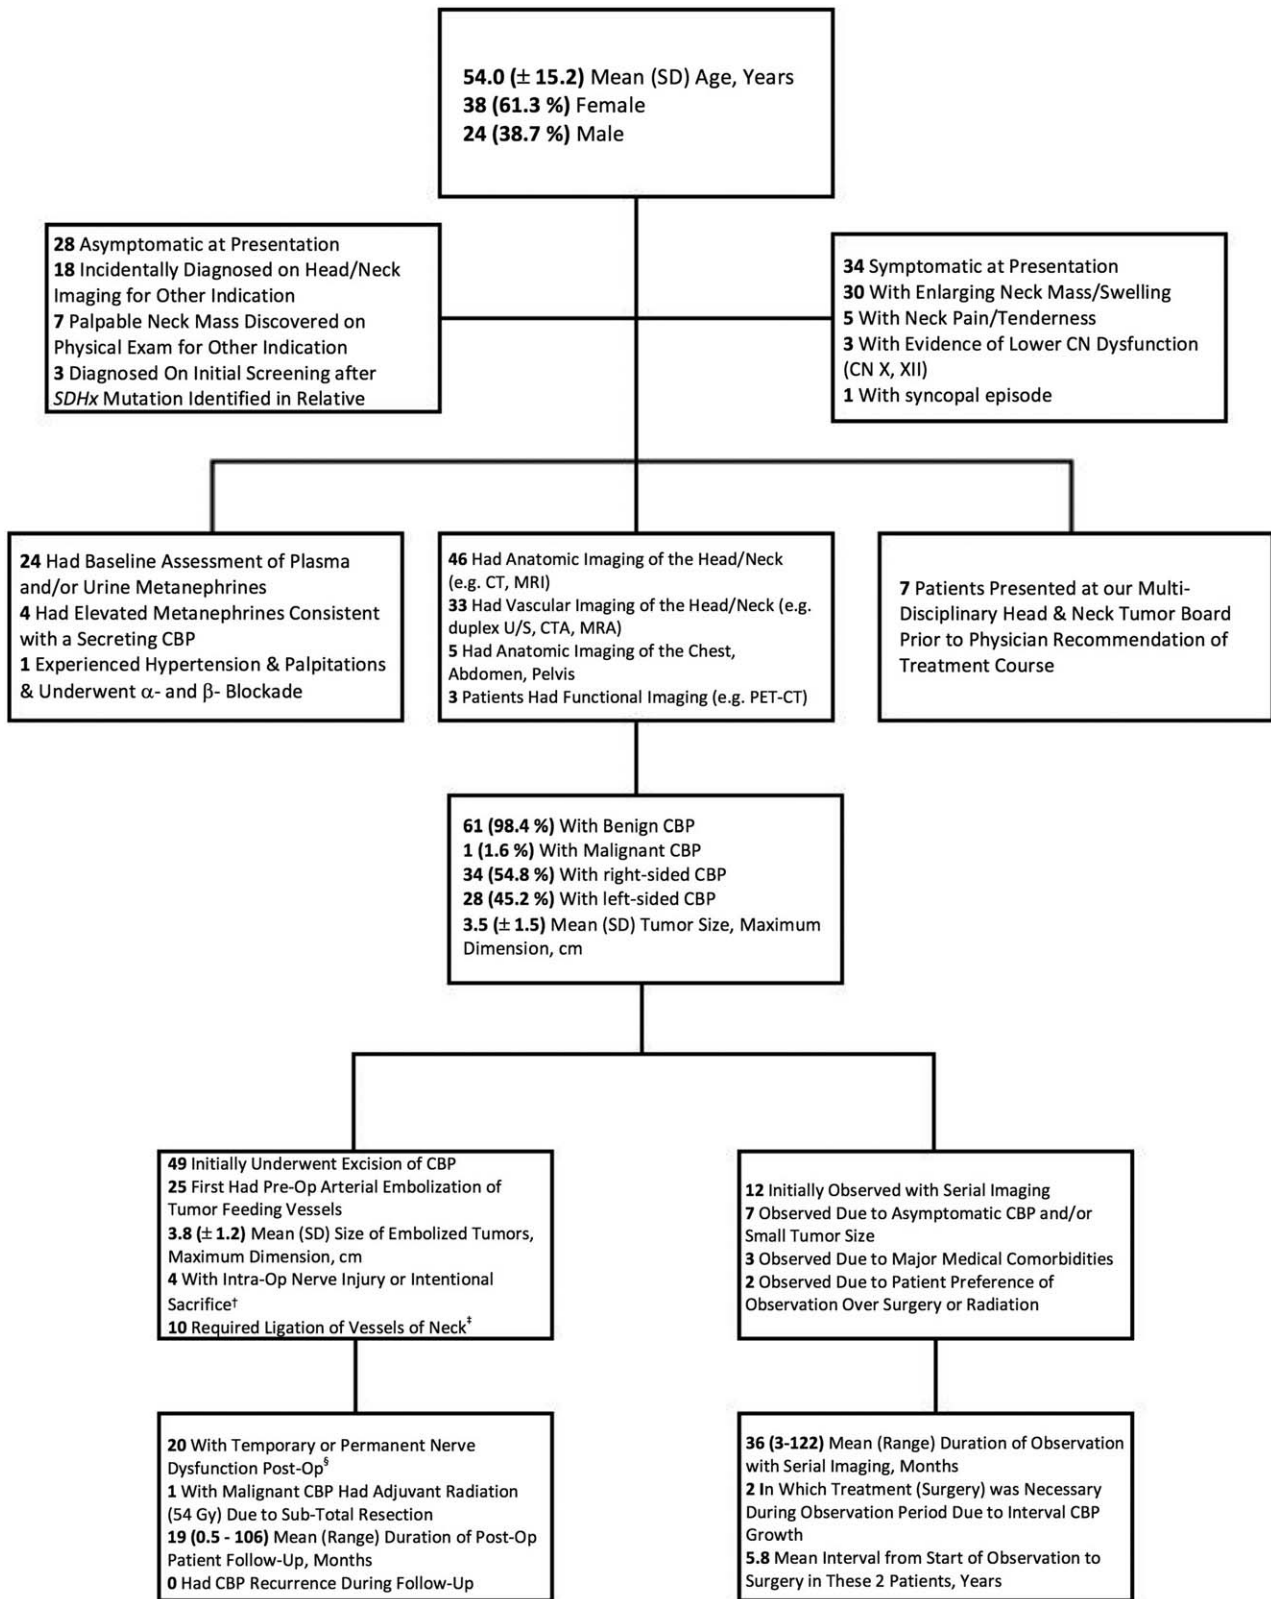 54.0 (± 15.2) Mean (SD) Age, Years
38 (61.3 %) Female
24 (38.7 %) Male
28 Asymptomatic at Presentation
18 Incidentally Diagnosed on Head/Neck
Imaging for Other Indication
7 Palpable Neck Mass Discovered on
Physical Exam for Other Indication
3 Diagnosed On Initial Screening after
SDHx Mutation Identified in Relative
34 Symptomatic at Presentation
30 With Enlarging Neck Mass/Swelling
5 With Neck Pain/Tenderness
3 With Evidence of Lower CN Dysfunction
(CN X, XII)
1 With syncopal episode
24 Had Baseline Assessment of Plasma
and/or Urine Metanephrines
4 Had Elevated Metanephrines Consistent
with a Secreting CBP
1 Experienced Hypertension & Palpitations
& Underwent α- and β- Blockade
46 Had Anatomic Imaging of the Head/Neck
(e.g. CT, MRI)
33 Had Vascular Imaging of the Head/Neck (e.g.
duplex U/S, CTA, MRA)
5 Had Anatomic Imaging of the Chest,
Abdomen, Pelvis
3 Patients Had Functional Imaging (e.g. PET-CT)
7 Patients Presented at our Multi-
Disciplinary Head & Neck Tumor Board
Prior to Physician Recommendation of
Treatment Course
61 (98.4 %) With Benign CBP
1 (1.6 %) With Malignant CBP
34 (54.8 %) With right-sided CBP
28 (45.2 %) With left-sided CBP
3.5 (± 1.5) Mean (SD) Tumor Size, Maximum
Dimension, cm
49 Initially Underwent Excision of CBP
25 First Had Pre-Op Arterial Embolization of
Tumor Feeding Vessels
3.8 (± 1.2) Mean (SD) Size of Embolized Tumors,
Maximum Dimension, cm
4 With Intra-Op Nerve Injury or Intentional
Sacrifice†
10 Required Ligation of Vessels of Neck‡
12 Initially Observed with Serial Imaging
7 Observed Due to Asymptomatic CBP and/or
Small Tumor Size
3 Observed Due to Major Medical Comorbidities
2 Observed Due to Patient Preference of
Observation Over Surgery or Radiation
20 With Temporary or Permanent Nerve
Dysfunction Post-Op§
1 With Malignant CBP Had Adjuvant Radiation
(54 Gy) Due to Sub-Total Resection
19 (0.5 - 106) Mean (Range) Duration of Post-Op
Patient Follow-Up, Months
0 Had CBP Recurrence During Follow-Up
36 (3-122) Mean (Range) Duration of Observation
with Serial Imaging, Months
2 In Which Treatment (Surgery) was Necessary
During Observation Period Due to Interval CBP
Growth
5.8 Mean Interval from Start of Observation to
Surgery in These 2 Patients, Years